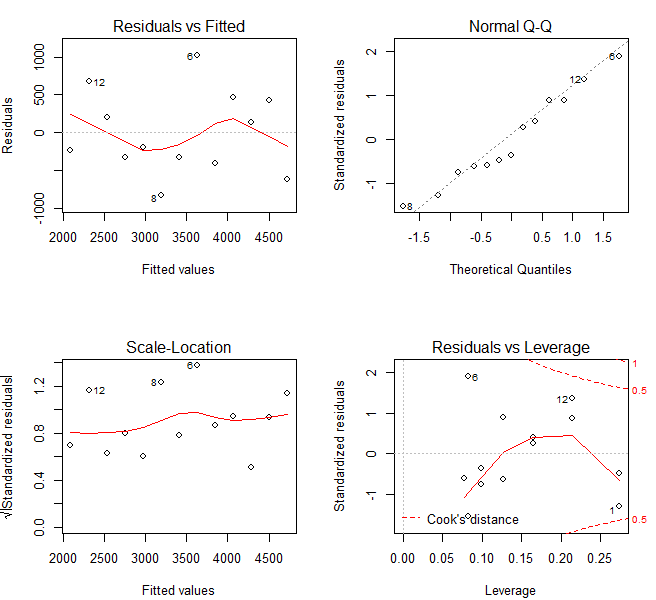 Residuals vs Fitted
Residuals
1000
500
0
-1000
12
6
8
2000 2500 3000 3500 4000 4500
Fitted values
Normal Q-Q
Standardized residuals
2
1
0
-1
8
12
6
-1.5 -0.5 0.5 1.5
Theoretical Quantiles
Scale-Location
√|Standardized residuals|
1.2
0.8
0.4
0.0
12
8
6
2000 2500 3000 3500 4000 4500
Fitted values
Residuals vs Leverage
Standardized residuals
2
1
0
-1
6
12
1
1
0.5
0.5
Cook's distance
0.00 0.05 0.10 0.15 0.20 0.25
Leverage